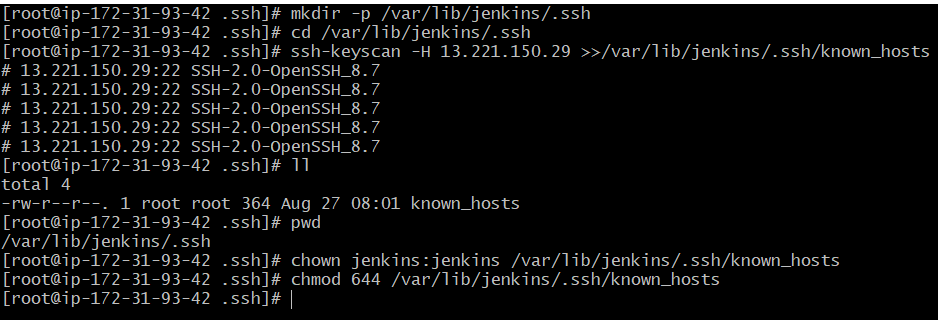 [root@ip-172-31-93-42 .ssh]# mkdir -p /var/lib/jenkins/.ssh
[root@ip-172-31-93-42 .ssh]# cd /var/lib/jenkins/.ssh
[root@ip-172-31-93-42 .ssh]# ssh-keyscan -H 13.221.150.29 >>/var/lib/jenkins/.ssh/known_hosts
# 13.221.150.29:22 SSH-2.0-OpenSSH_8.7
# 13.221.150.29:22 SSH-2.0-OpenSSH_8.7
# 13.221.150.29:22 SSH-2.0-OpenSSH_8.7
# 13.221.150.29:22 SSH-2.0-OpenSSH_8.7
# 13.221.150.29:22 SSH-2.0-OpenSSH_8.7
[root@ip-172-31-93-42 .ssh]# ll
total 4
-rw-r--r--. 1 root root 364 Aug 27 08:01 known_hosts
[root@ip-172-31-93-42 .ssh]# pwd
/var/lib/jenkins/.ssh
[root@ip-172-31-93-42 .ssh]# chown jenkins:jenkins /var/lib/jenkins/.ssh/known_hosts
[root@ip-172-31-93-42 .ssh]# chmod 644 /var/lib/jenkins/.ssh/known_hosts
[root@ip-172-31-93-42 .ssh]#